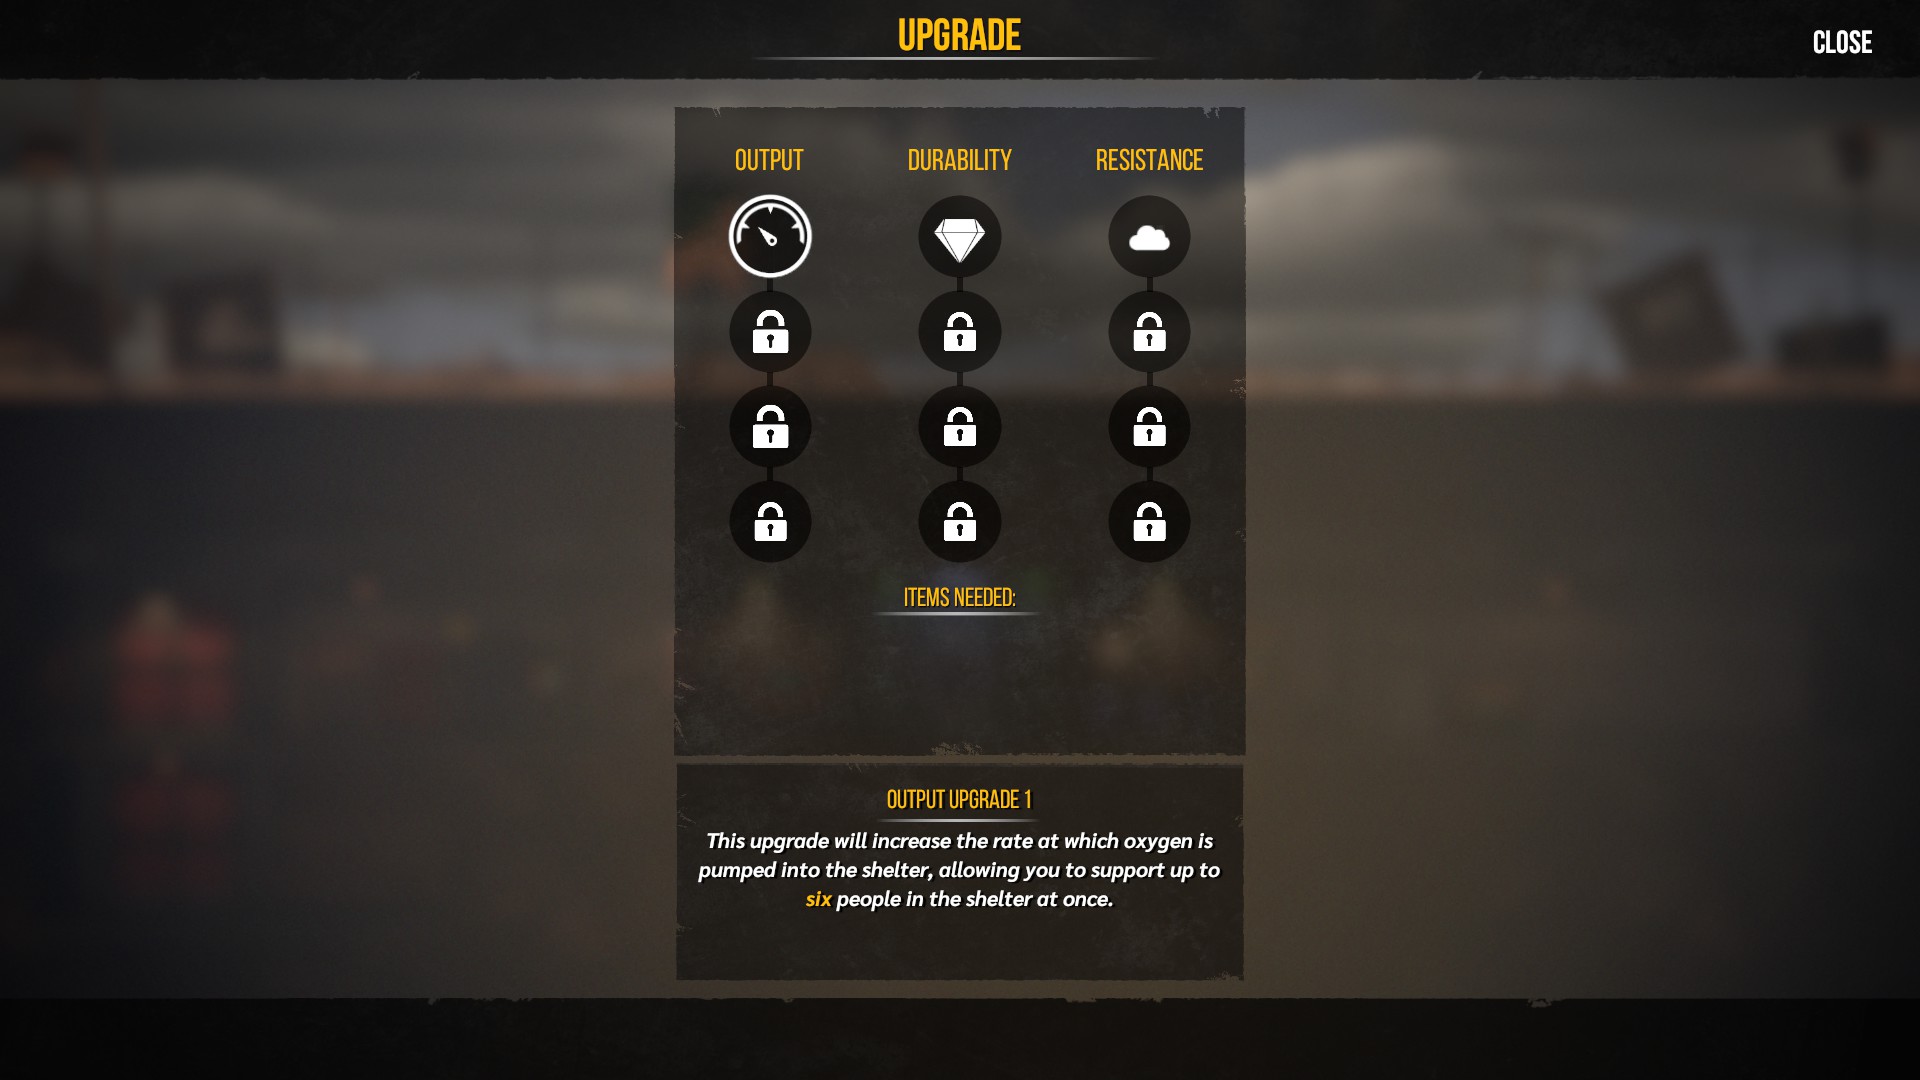 UPGRADE
CLOSE
OUTPUT DURABILITY RESISTANCE
ITEMS NEEDED:
OUTPUT UPGRADE 1
This upgrade will increase the rate at which oxygen is
pumped into the shelter, allowing you to support up to
six people in the shelter at once.